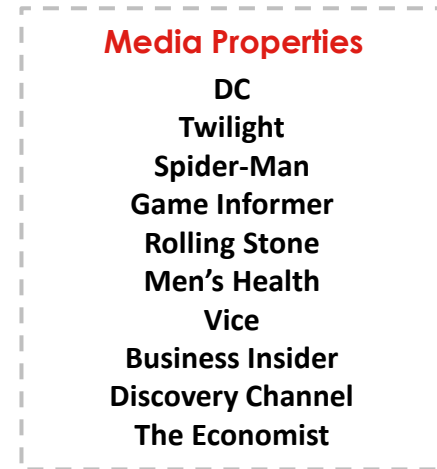 Media Properties
DC
Twilight
Spider-Man
Game Informer
Rolling Stone
Men’s Health
Vice
Business Insider
Discovery Channel
The Economist